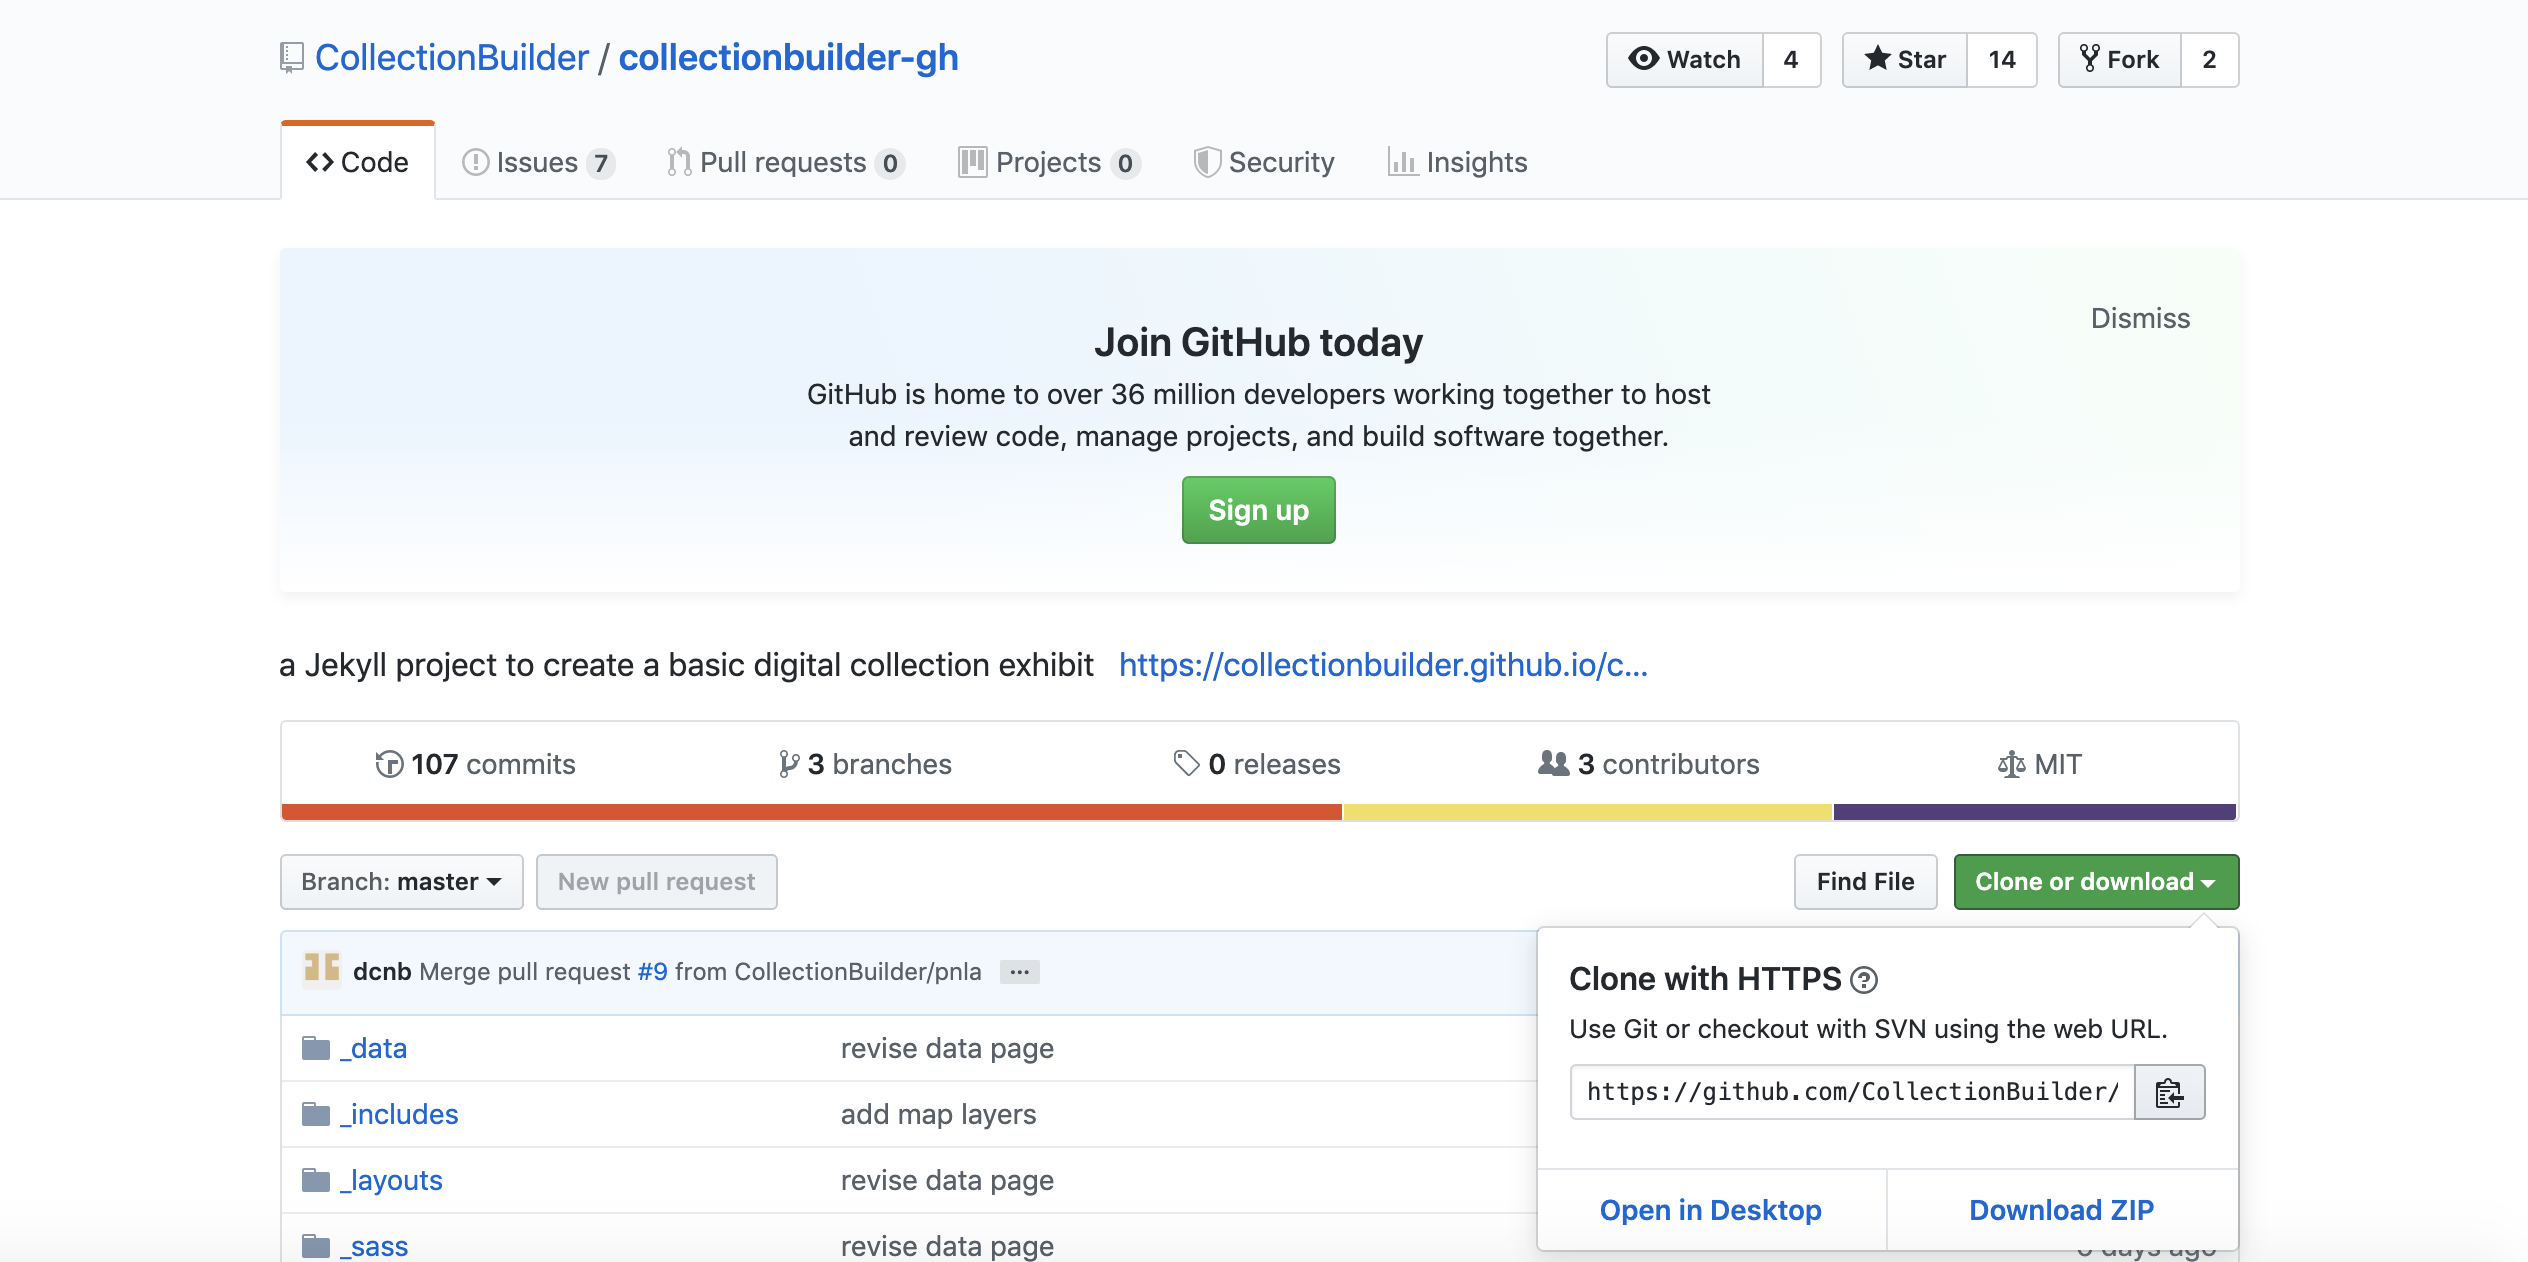 CollectionBuilder / collectionbuilder-gh
Watch 4 Star 14 Fork 2
Code Issues 7 Pull requests 0 Projects 0 Security Insights
Dismiss
Join GitHub today
GitHub is home to over 36 million developers working together to host
and review code, manage projects, and build software together.
Sign up
a Jekyll project to create a basic digital collection exhibit https://collectionbuilder.github.io/c...
107 commits 3 branches 0 releases 3 contributors MIT
Branch: master New pull request Find File Clone or download
dcnb Merge pull request #9 from CollectionBuilder/pnla ...
_data revise data page
_includes add map layers
_layouts revise data page
_sass revise data page
Clone with HTTPS
Use Git or checkout with SVN using the web URL.
https://github.com/CollectionBuilder/
Open in Desktop Download ZIP
days ago